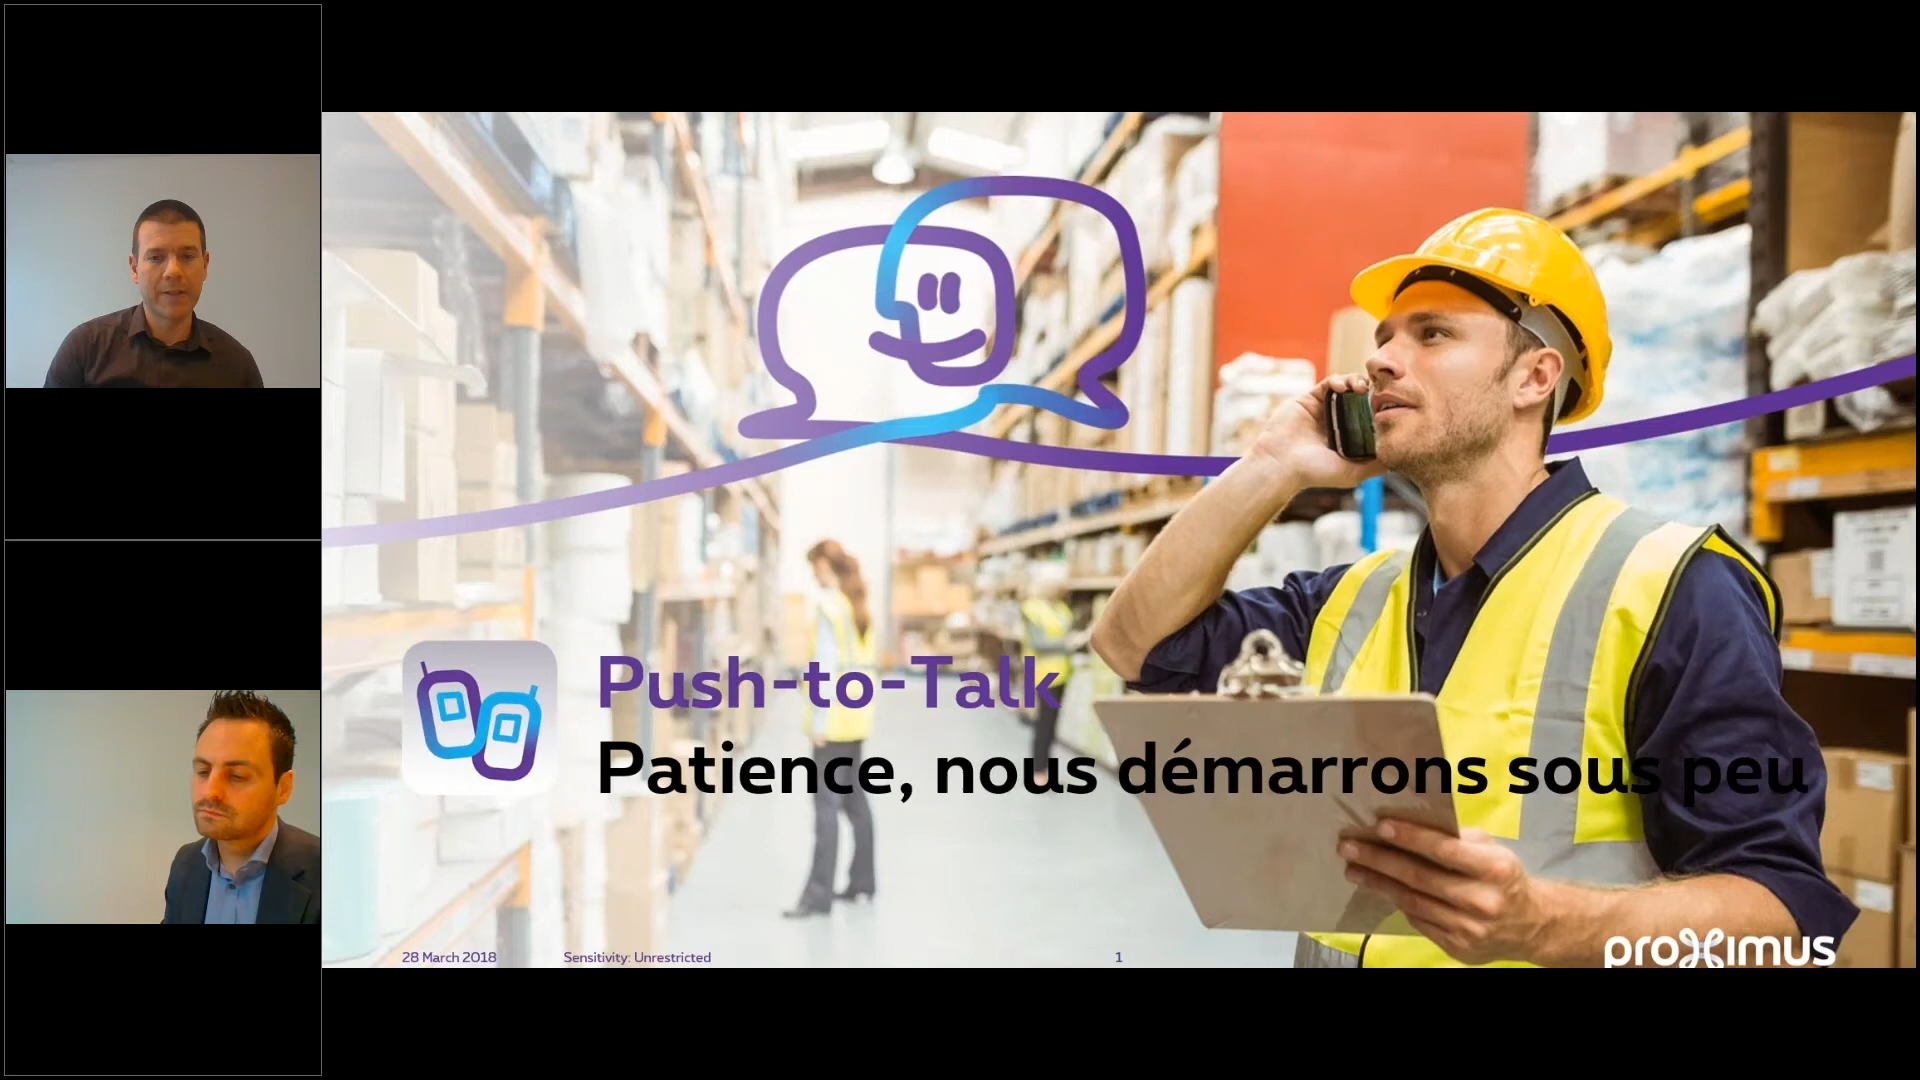 Push-to-Talk
Patience, nous démarrons sous peu
28 March 2018
Sensitivity: Unrestricted
1
proximus